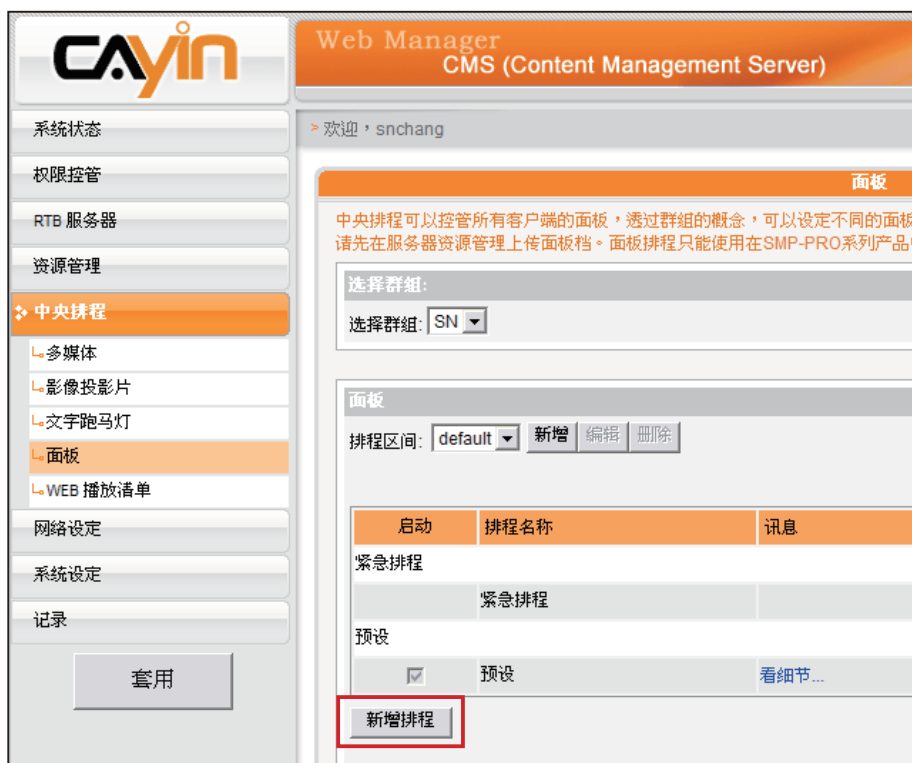 CAyin
Web Manager
CMS (Content Management Server)
系统状态
权限控管
RTB 服务器
资源管理
中央排程
多媒体
影像投影片
文字跑马灯
面板
WEB 播放清单
网络设定
系统设定
记录
套用
> 欢迎，snchang
面板
中央排程可以控管所有客户端的面板，透过群组的概念，可以设定不同的面板
请先在服务器资源管理上传面板档。面板排程只能使用在SMP-PRO系列产品
选择群组:
选择群组: SN
面板
排程区间: default 新增 编辑 删除
启动 排程名称 讯息
紧急排程
紧急排程
预设
预设 看细节...
新增排程